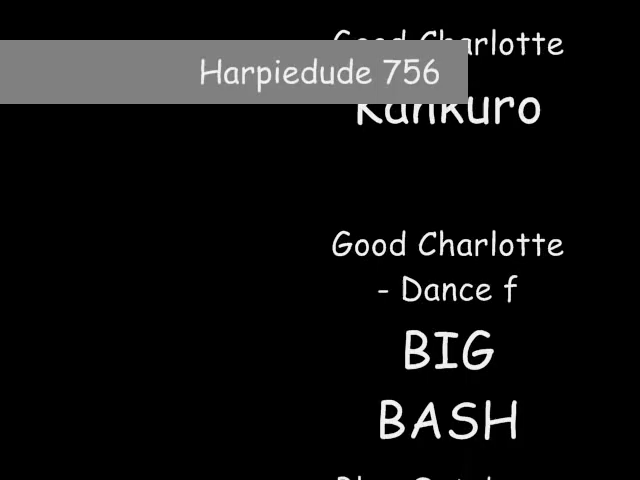 Good Charlotte
Harpiedude 756
Kankuro
Good Charlotte
- Dance f
BIG
BASH